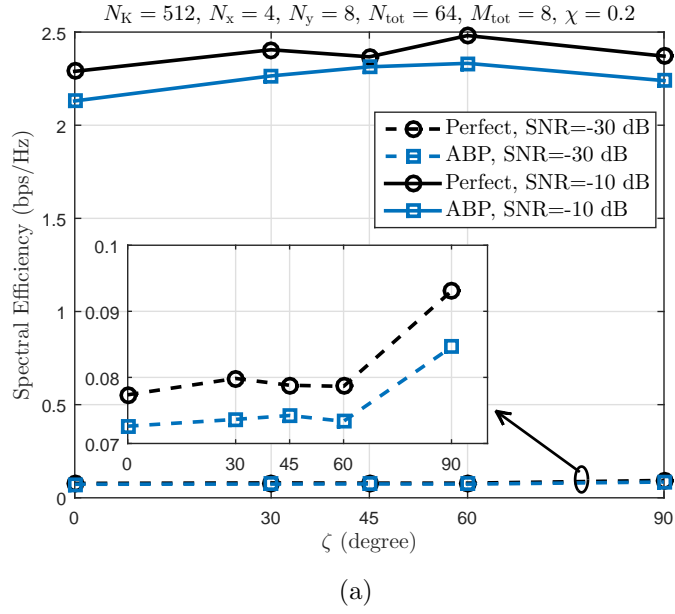 N_K = 512, N_x = 4, N_y = 8, N_tot = 64, M_tot = 8, χ = 0.2
2.5
2
1.5
1
0.5
0
Spectral Efficiency (bps/Hz)
Perfect, SNR=-30 dB
ABP, SNR=-30 dB
Perfect, SNR=-10 dB
ABP, SNR=-10 dB
0.1
0.09
0.08
0.07
0 30 45 60 90
0 30 45 60 90
ζ (degree)
(a)